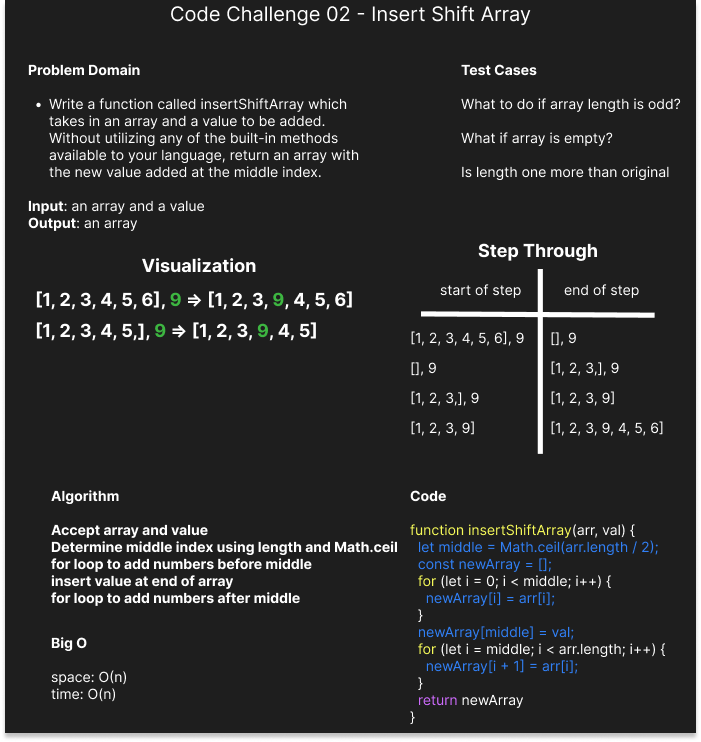 Code Challenge 02 - Insert Shift Array
Problem Domain
• Write a function called insertShiftArray which
takes in an array and a value to be added.
Without utilizing any of the built-in methods
available to your language, return an array with
the new value added at the middle index.
Input: an array and a value
Output: an array
Test Cases
What to do if array length is odd?
What if array is empty?
Is length one more than original
Visualization
[1, 2, 3, 4, 5, 6], 9 => [1, 2, 3, 9, 4, 5, 6]
[1, 2, 3, 4, 5,], 9 => [1, 2, 3, 9, 4, 5]
Step Through
start of step end of step
[1, 2, 3, 4, 5, 6], 9 [], 9
[], 9 [1, 2, 3,], 9
[1, 2, 3,], 9 [1, 2, 3, 9]
[1, 2, 3, 9] [1, 2, 3, 9, 4, 5, 6]
Algorithm
Accept array and value
Determine middle index using length and Math.ceil
for loop to add numbers before middle
insert value at end of array
for loop to add numbers after middle
Big O
space: O(n)
time: O(n)
Code
function insertShiftArray(arr, val) {
let middle = Math.ceil(arr.length / 2);
const newArray = [];
for (let i = 0; i < middle; i++) {
newArray[i] = arr[i];
}
newArray[middle] = val;
for (let i = middle; i < arr.length; i++) {
newArray[i + 1] = arr[i];
}
return newArray
}